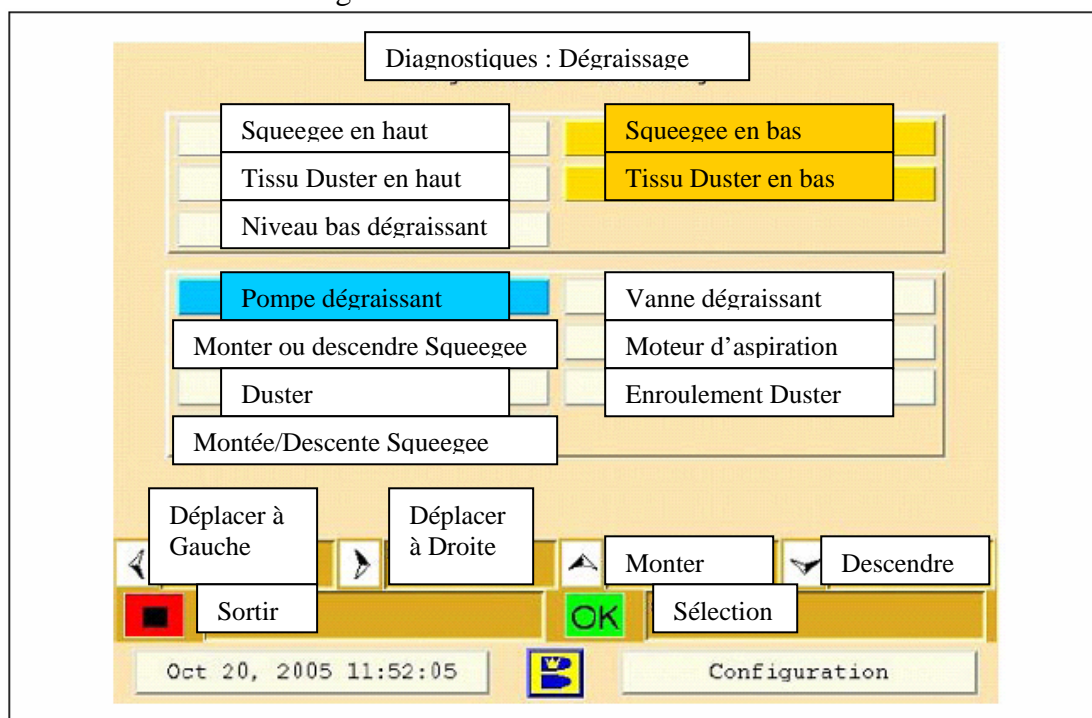 Diagnostiques : Dégraissage
Squeegee en haut
Squeegee en bas
Tissu Duster en haut
Tissu Duster en bas
Niveau bas dégraissant
Pompe dégraissant
Vanne dégraissant
Monter ou descendre Squeegee
Moteur d’aspiration
Duster
Enroulement Duster
Montée/Descente Squeegee
Déplacer à
Gauche
Déplacer
à Droite
Monter
Descendre
Sortir
OK
Sélection
Oct 20, 2005 11:52:05
Configuration